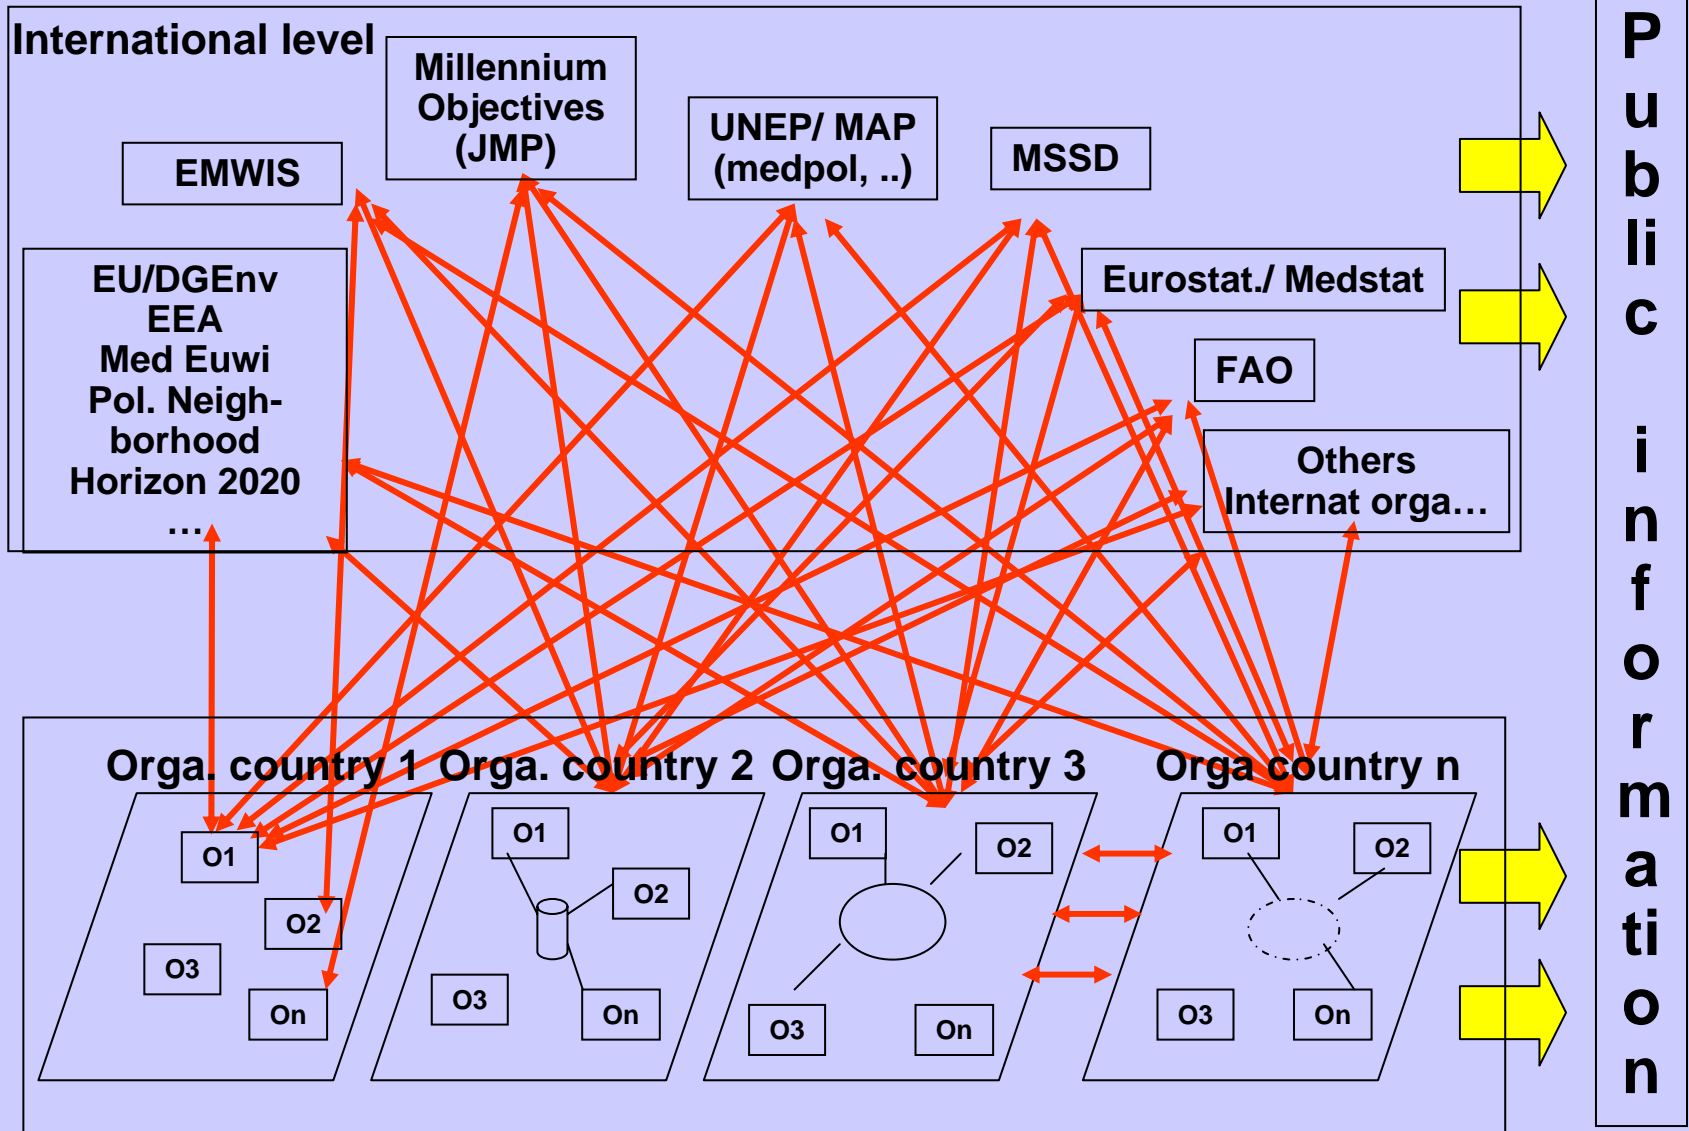 International level
Millennium
Objectives
(JMP)
UNEP/ MAP
(medpol, ..)
MSSD
EMWIS
EU/DGEnv
EEA
Med Euwi
Pol. Neigh-
borhood
Horizon 2020
…
Eurostat./ Medstat
FAO
Others
Internat orga…
Orga. country 1
O1
O2
O3
On
Orga. country 2
O1
O2
O3
On
Orga. country 3
O1
O2
O3
On
Orga country n
O1
O2
O3
On
P
u
b
li
c
i
n
f
o
r
m
a
ti
o
n